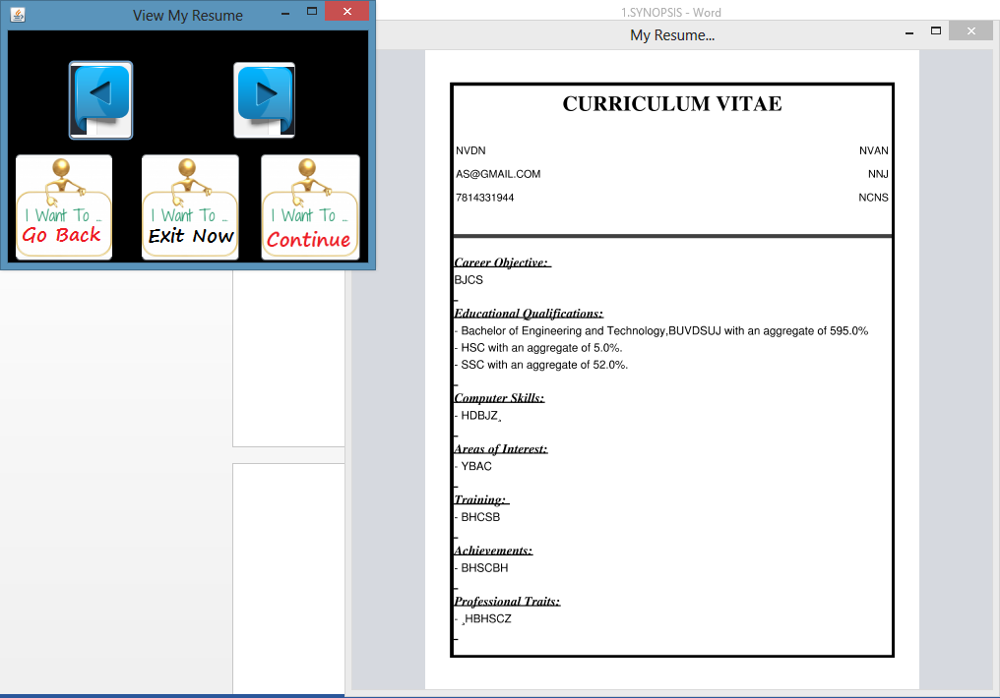 View My Resume
I Want To ..
Go Back
I Want To ..
Exit Now
I Want To ..
Continue
1.SYNOPSIS - Word
My Resume...
CURRICULUM VITAE
NVDN NVAN
AS@GMAIL.COM NNJ
7814331944 NCNS
Career Objective:
BJCS
Educational Qualifications:
- Bachelor of Engineering and Technology,BUVDSUJ with an aggregate of 595.0%
- HSC with an aggregate of 5.0%.
- SSC with an aggregate of 52.0%.
Computer Skills:
- HDBJZ¸
Areas of Interest:
- YBAC
Training:
- BHCSB
Achievements:
- BHSCBH
Professional Traits:
- ¸HBHSCZ